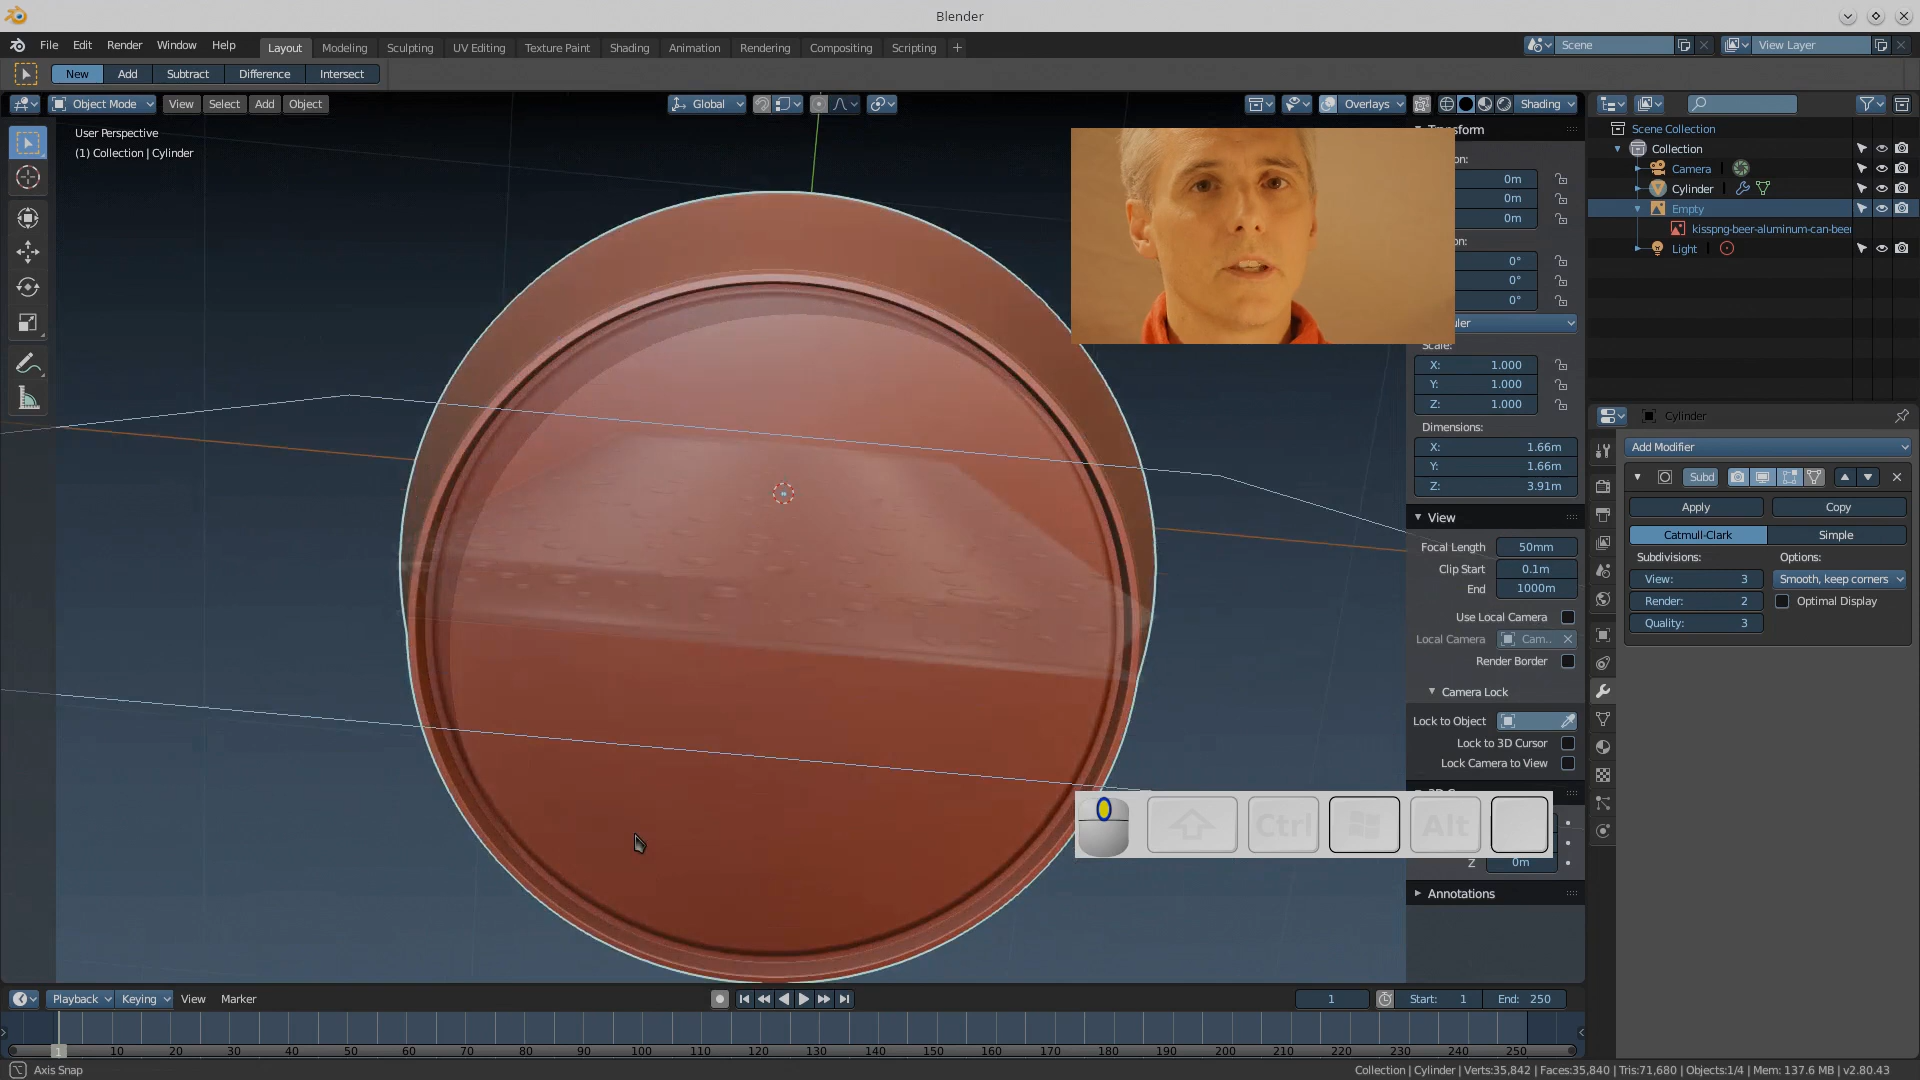 Blender
File Edit Render Window Help Layout Modeling Sculpting UV Editing Texture Paint Shading Animation Rendering Compositing Scripting + Scene View Layer
New Add Subtract Difference Intersect
Object Mode View Select Add Object Global Overlays Shading
User Perspective
(1) Collection | Cylinder
Transform
on:
0m
0m
0m
on:
0°
0°
0°
uler
Scale:
X: 1.000
Y: 1.000
Z: 1.000
Dimensions:
X: 1.66m
Y: 1.66m
Z: 3.91m
View
Focal Length 50mm
Clip Start 0.1m
End 1000m
Use Local Camera
Local Camera Cam..
Render Border
Camera Lock
Lock to Object
Lock to 3D Cursor
Lock Camera to View
Ctrl Alt
Z 0m
Annotations
Scene Collection
Collection
Camera
Cylinder
Empty
kisspng-beer-aluminum-can-beer
Light
Cylinder
Add Modifier
Subd
Apply Copy
Catmull-Clark Simple
Subdivisions: Options:
View: 3 Smooth, keep corners
Render: 2 Optimal Display
Quality: 3
Playback Keying View Marker 1 Start: 1 End: 250
1 10 20 30 40 50 60 70 80 90 100 110 120 130 140 150 160 170 180 190 200 210 220 230 240 250
Axis Snap
Collection | Cylinder | Verts:35,842 | Faces:35,840 | Tris:71,680 | Objects:1/4 | Mem: 137.6 MB | v2.80.43